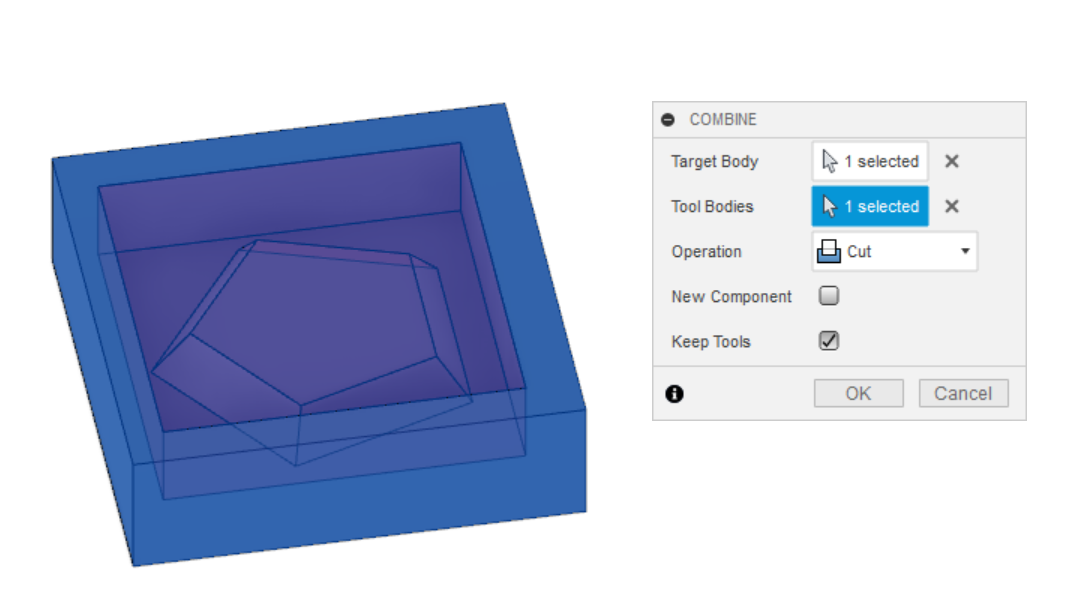 COMBINE
Target Body 1 selected
Tool Bodies 1 selected
Operation Cut
New Component
Keep Tools
OK Cancel